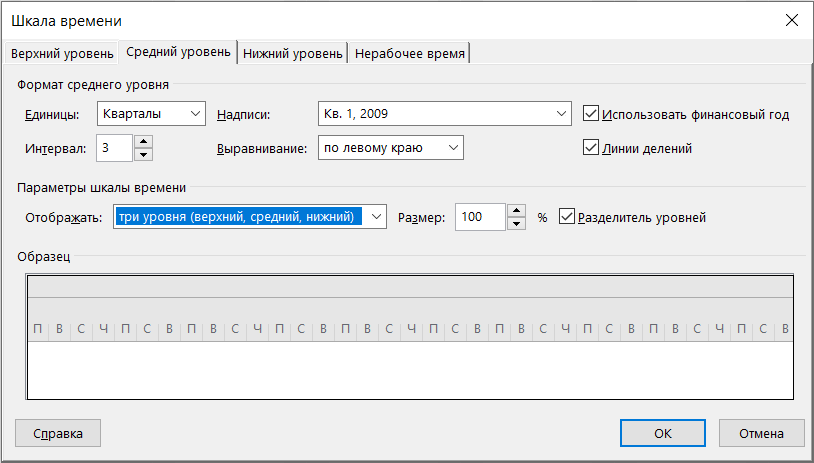 Шкала времени
Верхний уровень Средний уровень Нижний уровень Нерабочее время
Формат среднего уровня
Единицы: Кварталы Надписи: Кв. 1, 2009 Использовать финансовый год
Интервал: 3 Выравнивание: по левому краю Линии делений
Параметры шкалы времени
Отображать: три уровня (верхний, средний, нижний) Размер: 100 % Разделитель уровней
Образец
П В С Ч П С В П В С Ч П С В П В С Ч П С В П В С Ч П С В П В С Ч П С В
Справка ОК Отмена